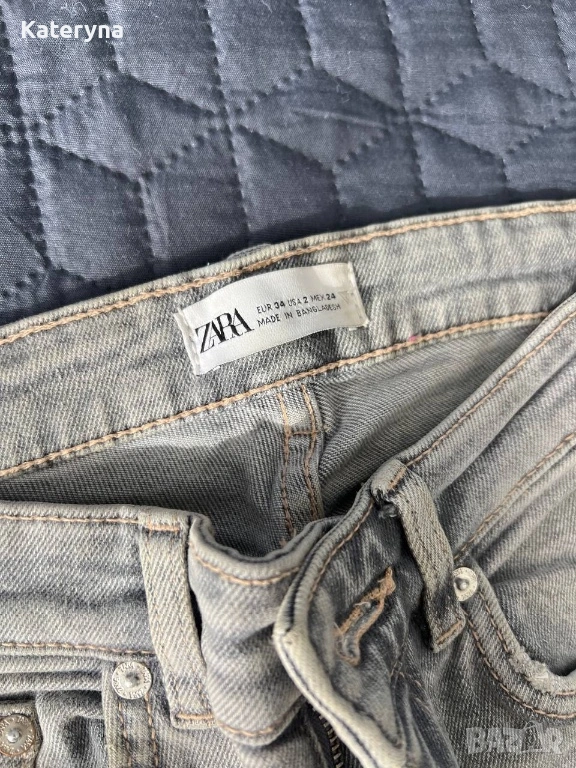 Kateryna
ZARA
EUR 34 USA 2 MEX 24
MADE IN BANGLADESH
BAZAR